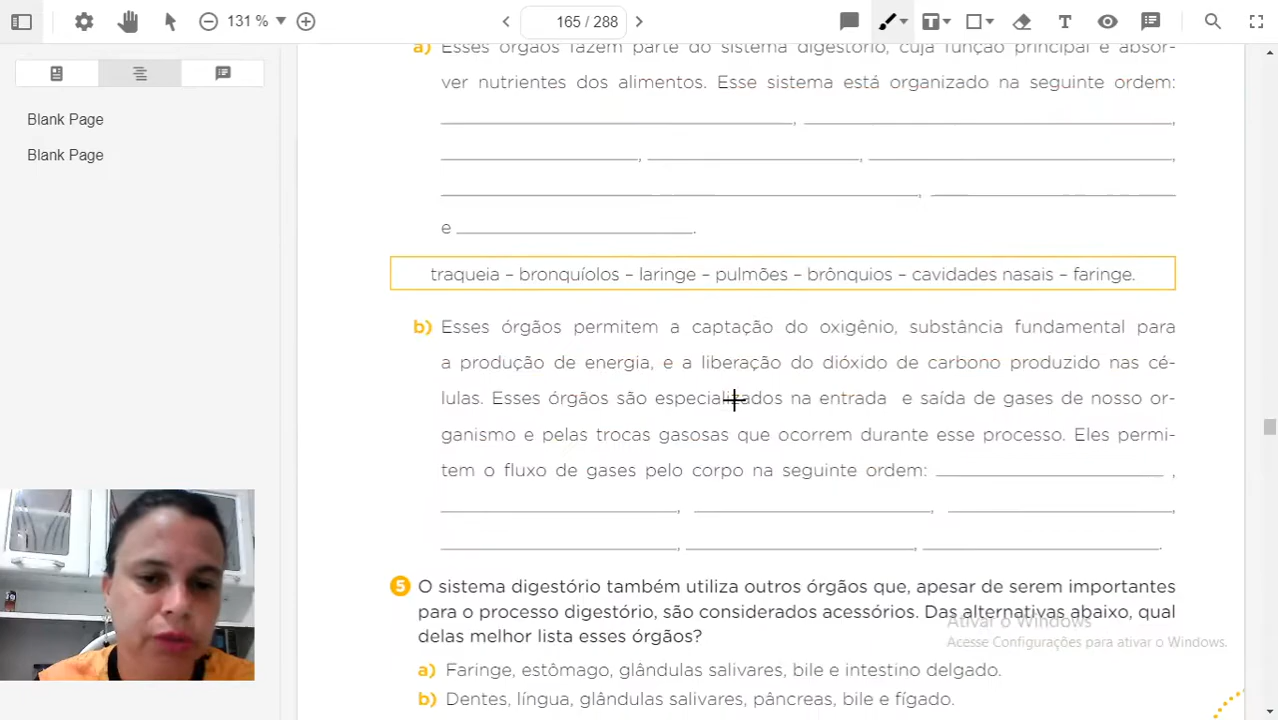 131 %
165 / 288
Blank Page
Blank Page
a) Esses órgãos fazem parte do sistema digestório, cuja função principal é absor-
ver nutrientes dos alimentos. Esse sistema está organizado na seguinte ordem:
, ,
, , ,
,
e .
traqueia – bronquíolos – laringe – pulmões – brônquios – cavidades nasais – faringe.
b) Esses órgãos permitem a captação do oxigênio, substância fundamental para
a produção de energia, e a liberação do dióxido de carbono produzido nas cé-
lulas. Esses órgãos são especializados na entrada e saída de gases de nosso or-
ganismo e pelas trocas gasosas que ocorrem durante esse processo. Eles permi-
tem o fluxo de gases pelo corpo na seguinte ordem: ,
, , ,
, , .
5 O sistema digestório também utiliza outros órgãos que, apesar de serem importantes
para o processo digestório, são considerados acessórios. Das alternativas abaixo, qual
delas melhor lista esses órgãos?
Ativar o Windows
Acesse Configurações para ativar o Windows.
a) Faringe, estômago, glândulas salivares, bile e intestino delgado.
b) Dentes, língua, glândulas salivares, pâncreas, bile e fígado.